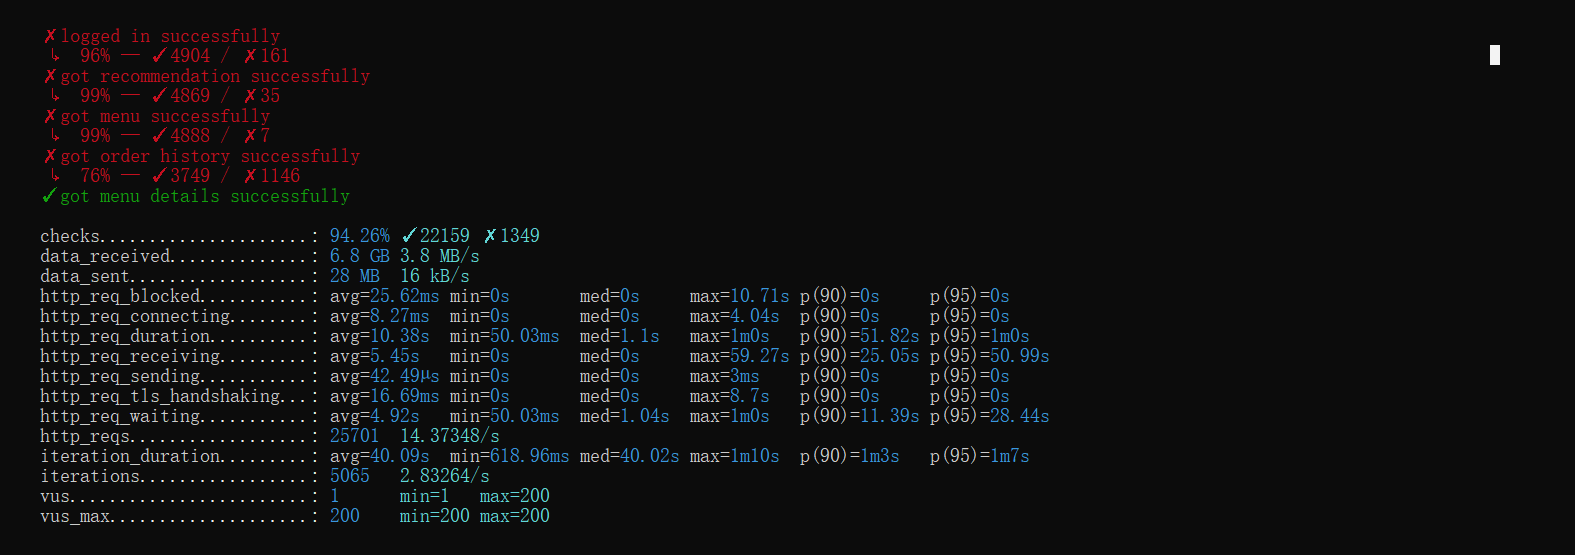 ✗ logged in successfully
↳  96% — ✓ 4904 / ✗ 161
✗ got recommendation successfully
↳  99% — ✓ 4869 / ✗ 35
✗ got menu successfully
↳  99% — ✓ 4888 / ✗ 7
✗ got order history successfully
↳  76% — ✓ 3749 / ✗ 1146
✓ got menu details successfully
checks.....................: 94.26% ✓ 22159 ✗ 1349
data_received..............: 6.8 GB 3.8 MB/s
data_sent..................: 28 MB  16 kB/s
http_req_blocked...........: avg=25.62ms min=0s       med=0s     max=10.71s p(90)=0s     p(95)=0s
http_req_connecting........: avg=8.27ms  min=0s       med=0s     max=4.04s  p(90)=0s     p(95)=0s
http_req_duration..........: avg=10.38s  min=50.03ms  med=1.1s   max=1m0s   p(90)=51.82s p(95)=1m0s
http_req_receiving.........: avg=5.45s   min=0s       med=0s     max=59.27s p(90)=25.05s p(95)=50.99s
http_req_sending...........: avg=42.49µs min=0s       med=0s     max=3ms    p(90)=0s     p(95)=0s
http_req_tls_handshaking...: avg=16.69ms min=0s       med=0s     max=8.7s   p(90)=0s     p(95)=0s
http_req_waiting...........: avg=4.92s   min=50.03ms  med=1.04s  max=1m0s   p(90)=11.39s p(95)=28.44s
http_reqs..................: 25701  14.37348/s
iteration_duration.........: avg=40.09s  min=618.96ms med=40.02s max=1m10s  p(90)=1m3s   p(95)=1m7s
iterations.................: 5065   2.83264/s
vus........................: 1      min=1   max=200
vus_max....................: 200    min=200 max=200